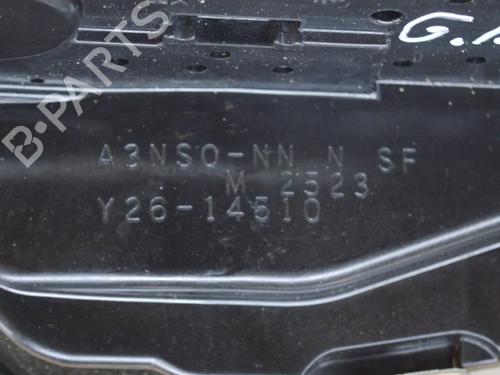 B-PARTS
A3NSO-NN N SF
M 2523
Y26-14510